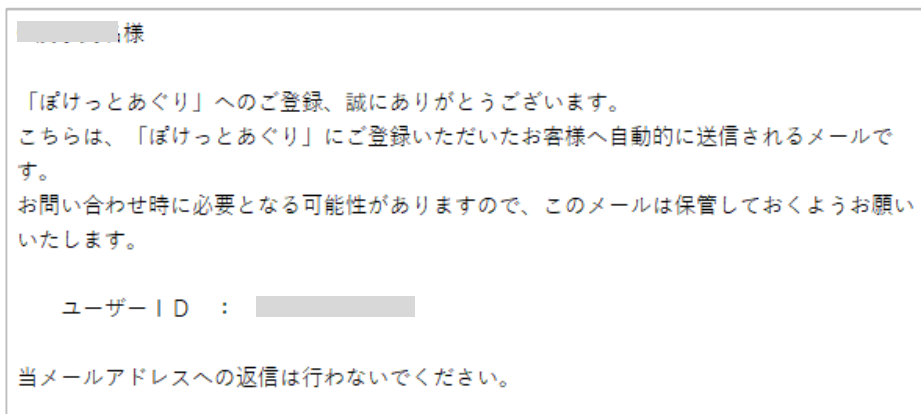 様
「ぽけっとあぐり」へのご登録、誠にありがとうございます。
こちらは、「ぽけっとあぐり」にご登録いただいたお客様へ自動的に送信されるメールで
す。
お問い合わせ時に必要となる可能性がありますので、このメールは保管しておくようお願い
いたします。
ユーザーＩＤ ：
当メールアドレスへの返信は行わないでください。